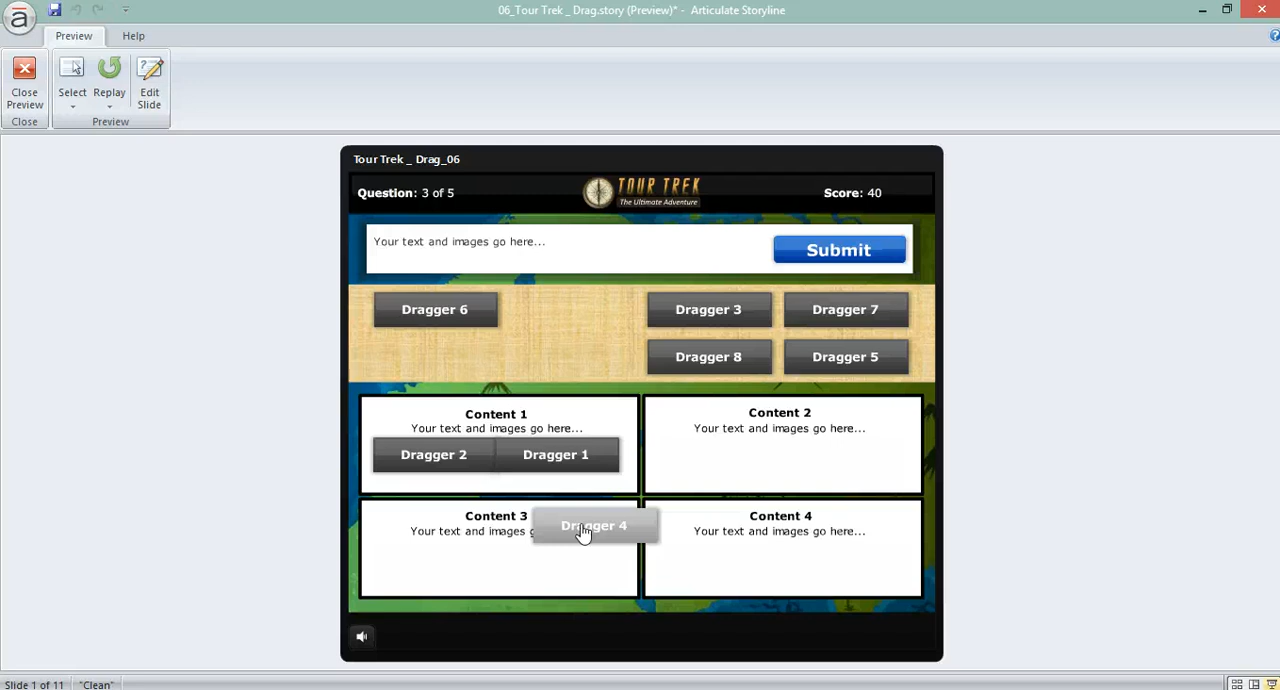 06_Tour Trek _ Drag.story (Preview)* - Articulate Storyline
Preview Help
Close Preview
Select
Replay
Edit Slide
Close
Preview
Tour Trek _ Drag_06
Question: 3 of 5
TOUR TREK
The Ultimate Adventure
Score: 40
Your text and images go here...
Submit
Dragger 6
Dragger 3
Dragger 7
Dragger 8
Dragger 5
Content 1
Your text and images go here...
Dragger 2
Dragger 1
Content 2
Your text and images go here...
Content 3
Your text and images g
Dragger 4
Content 4
Your text and images go here...
Slide 1 of 11
"Clean"